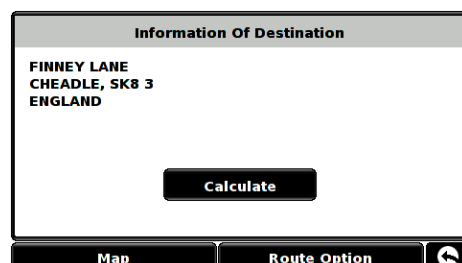 Information Of Destination
FINNEY LANE
CHEADLE, SK8 3
ENGLAND
Calculate
Map
Route Option